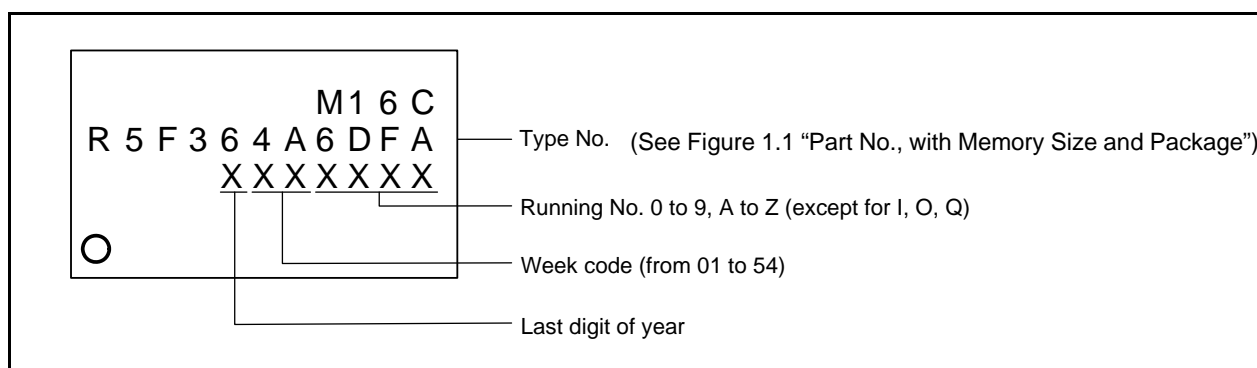 M16C
R5F364A6DFA
Type No. (See Figure 1.1 “Part No., with Memory Size and Package”)
XXXXXXX
Running No. 0 to 9, A to Z (except for I, O, Q)
Week code (from 01 to 54)
Last digit of year